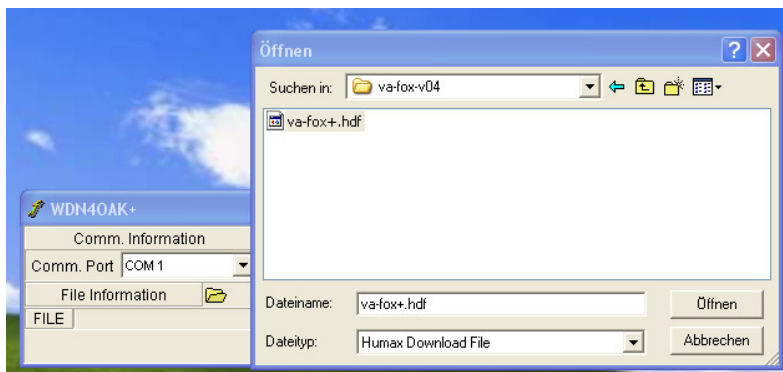 Öffnen
Suchen in: va-fox-v04
va-fox+.hdf
WDN4OAK+
Comm. Information
Comm. Port COM 1
File Information
FILE
Dateiname: va-fox+.hdf Öffnen
Dateityp: Humax Download File Abbrechen